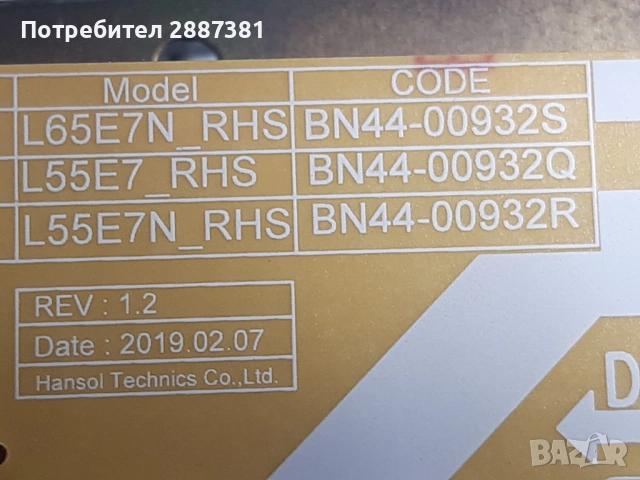 Потребител 2887381
Model CODE
L65E7N_RHS BN44-00932S
L55E7_RHS BN44-00932Q
L55E7N_RHS BN44-00932R
REV : 1.2
Date : 2019.02.07
Hansol Technics Co.,Ltd.
D
BAZAR